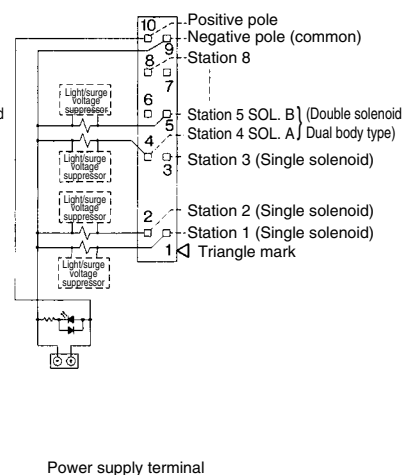 Positive pole
10
Negative pole (common)
9
8
Station 8
7
Light/surge
voltage
suppressor
6
Station 5 SOL. B
(Double solenoid
d
5
Station 4 SOL. A
Dual body type)
4
Light/surge
voltage
suppressor
Station 3 (Single solenoid)
3
Light/surge
voltage
suppressor
Station 2 (Single solenoid)
2
Station 1 (Single solenoid)
1
Triangle mark
Light/surge
voltage
suppressor
Power supply terminal